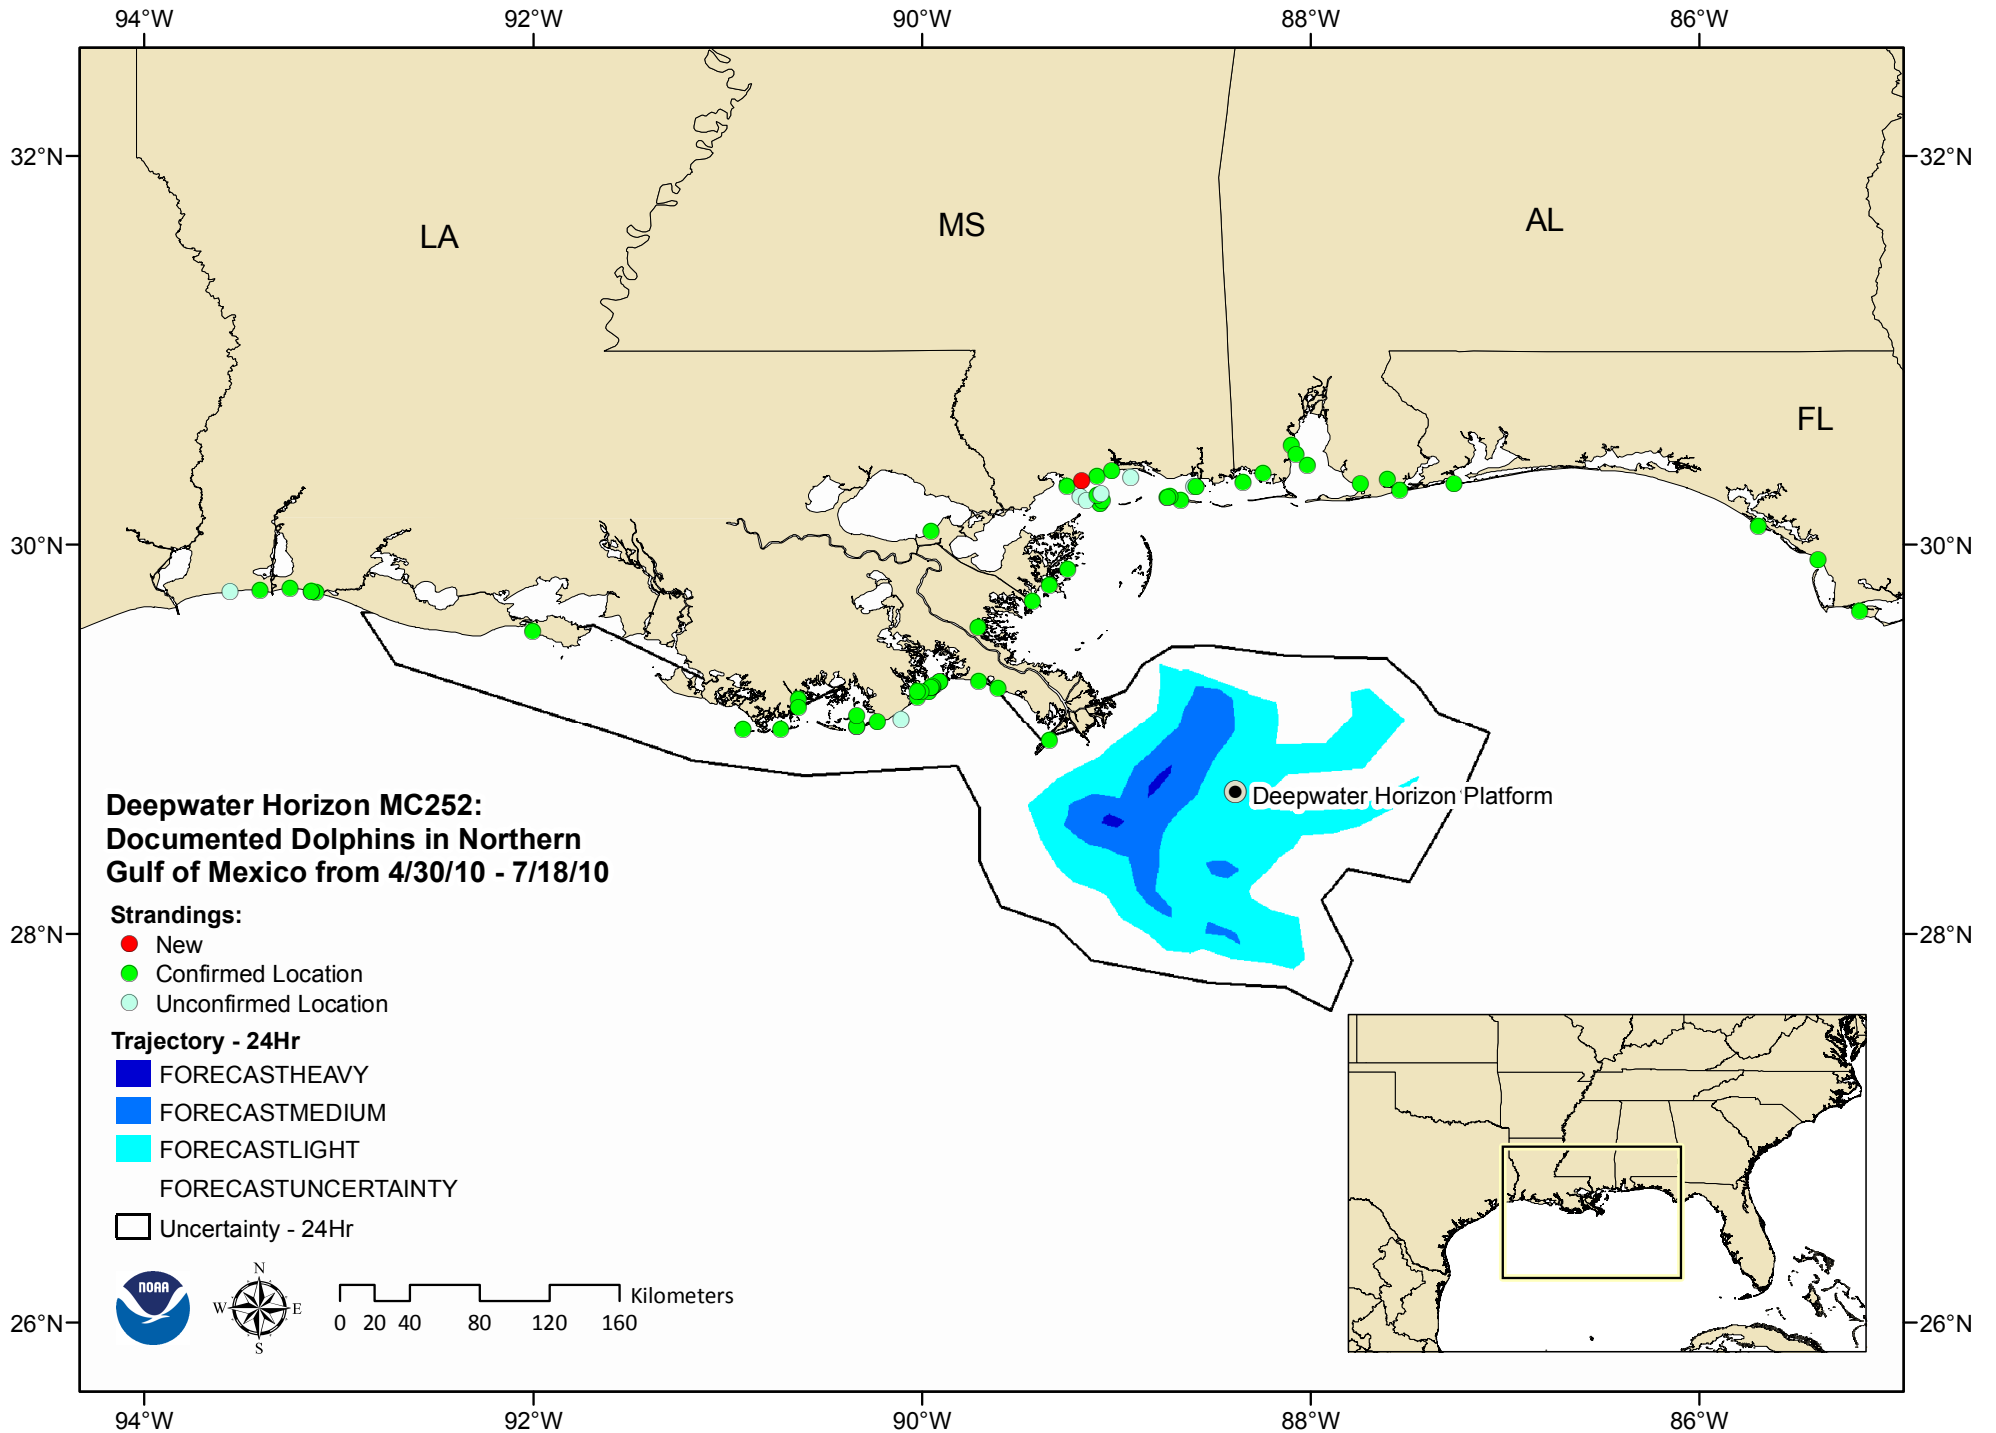 94°W 92°W 90°W 88°W 86°W
32°N 32°N
LA MS AL
FL
30°N 30°N
Deepwater Horizon Platform
Deepwater Horizon MC252:
Documented Dolphins in Northern
Gulf of Mexico from 4/30/10 - 7/18/10
Strandings:
28°N 28°N
New
Confirmed Location
Unconfirmed Location
Trajectory - 24Hr
FORECASTHEAVY
FORECASTMEDIUM
FORECASTLIGHT
FORECASTUNCERTAINTY
Uncertainty - 24Hr
NOAA
N
W E
S
Kilometers
0 20 40 80 120 160
26°N 26°N
94°W 92°W 90°W 88°W 86°W